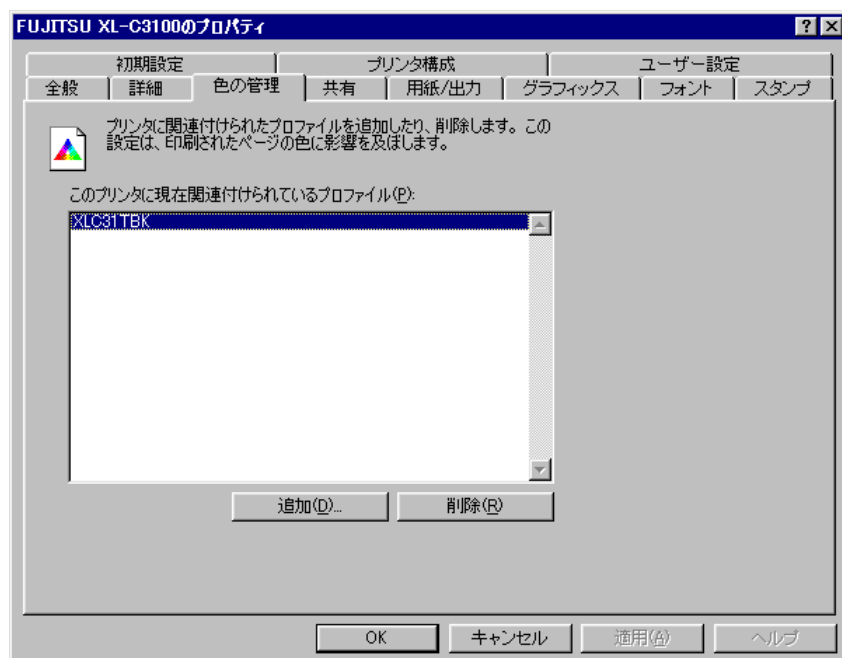 FUJITSU XL-C3100のプロパティ
初期設定 プリンタ構成 ユーザー設定
全般 詳細 色の管理 共有 用紙/出力 グラフィックス フォント スタンプ
プリンタに関連付けられたプロファイルを追加したり、削除します。この
設定は、印刷されたページの色に影響を及ぼします。
このプリンタに現在関連付けられているプロファイル(P):
XLC31TBK
追加(D)... 削除(R)
OK キャンセル 適用(A) ヘルプ